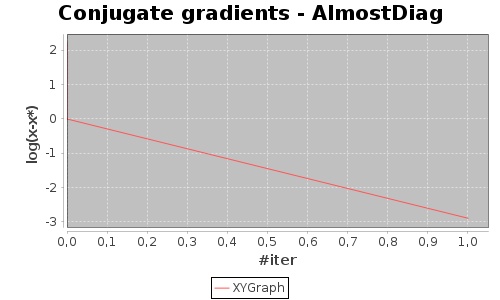 Conjugate gradients - AlmostDiag
log(x-x*)
2
1
0
-1
-2
-3
0,0 0,1 0,2 0,3 0,4 0,5 0,6 0,7 0,8 0,9 1,0
#iter
XYGraph